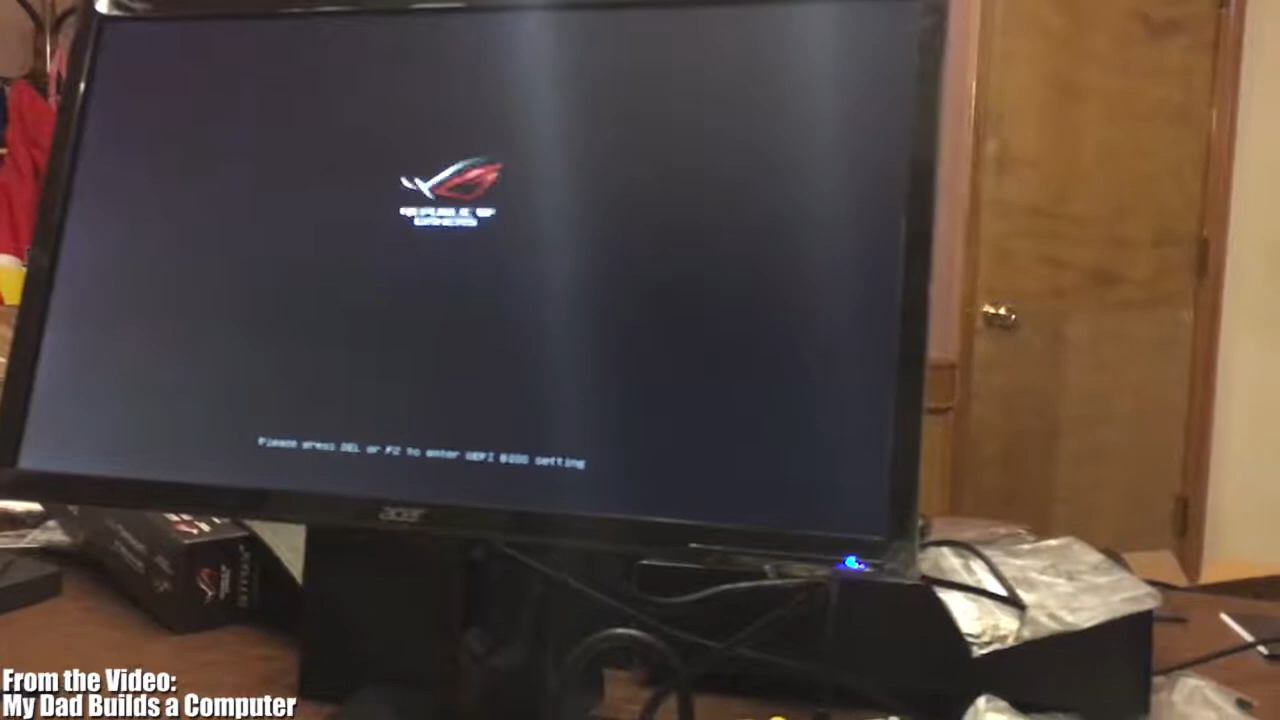 REPUBLIC OF
GAMERS
Please press DEL or F2 to enter UEFI BIOS setting
acer
From the Video:
My Dad Builds a Computer